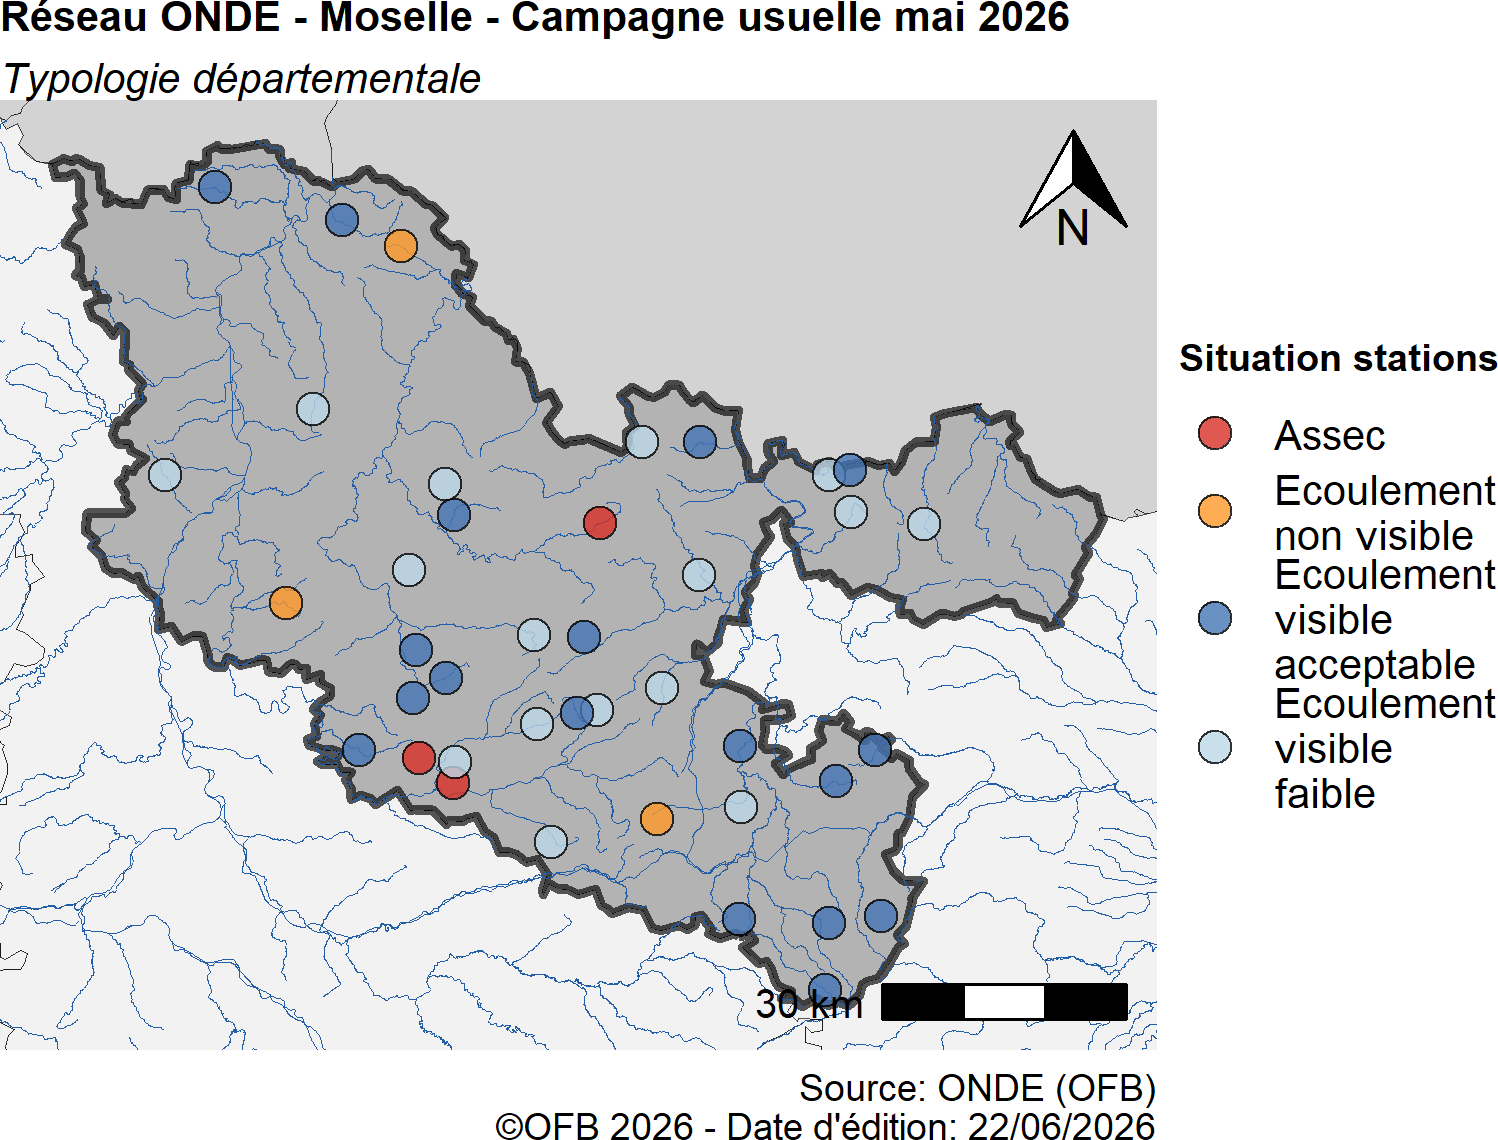 Réseau ONDE - Moselle - Campagne usuelle mai 2026
Typologie départementale
N
Situation stations
Assec
Ecoulement
non visible
Ecoulement
visible
acceptable
Ecoulement
visible
faible
30 km
Source: ONDE (OFB)
©OFB 2026 - Date d'édition: 22/06/2026